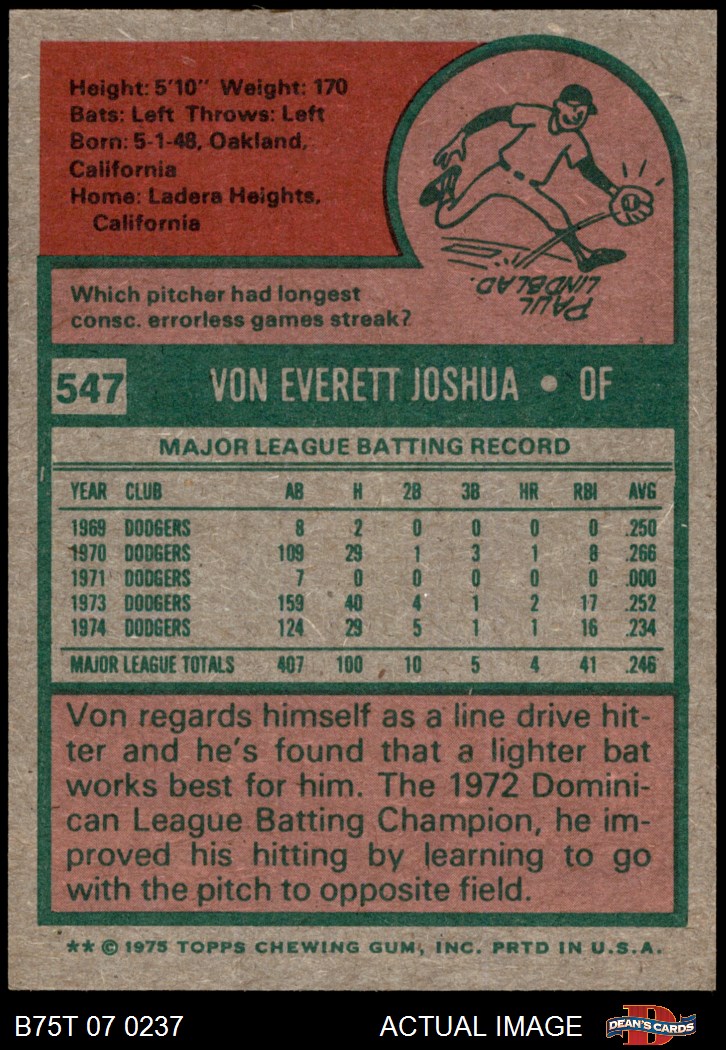 Height: 5'10" Weight: 170
Bats: Left Throws: Left
Born: 5-1-48, Oakland,
California
Home: Ladera Heights,
California
PAUL
LINDBLAD.
Which pitcher had longest
consc. errorless games streak?
547 VON EVERETT JOSHUA • OF
MAJOR LEAGUE BATTING RECORD
YEAR CLUB AB H 2B 3B HR RBI AVG
1969 DODGERS 8 2 0 0 0 0 .250
1970 DODGERS 109 29 1 3 1 8 .266
1971 DODGERS 7 0 0 0 0 0 .000
1973 DODGERS 159 40 4 1 2 17 .252
1974 DODGERS 124 29 5 1 1 16 .234
MAJOR LEAGUE TOTALS 407 100 10 5 4 41 .246
Von regards himself as a line drive hit-
ter and he's found that a lighter bat
works best for him. The 1972 Domini-
can League Batting Champion, he im-
proved his hitting by learning to go
with the pitch to opposite field.
** © 1975 TOPPS CHEWING GUM, INC. PRTD IN U.S.A.
B75T 07 0237 ACTUAL IMAGE D DEAN'S CARDS